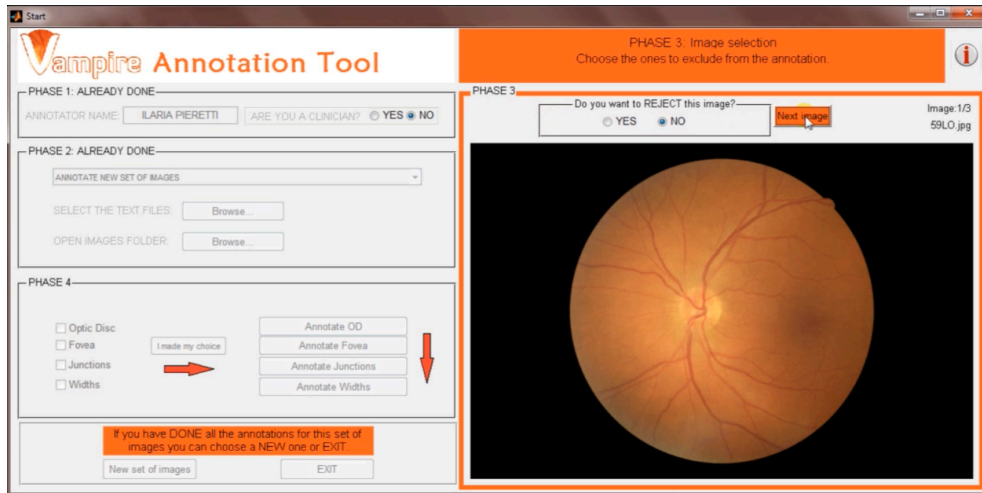 Start
Vampire Annotation Tool
PHASE 3: Image selection
Choose the ones to exclude from the annotation.
PHASE 1: ALREADY DONE
ANNOTATOR NAME: ILARIA PIERETTI ARE YOU A CLINICIAN? YES NO
PHASE 2: ALREADY DONE
ANNOTATE NEW SET OF IMAGES
SELECT THE TEXT FILES: Browse...
OPEN IMAGES FOLDER: Browse...
PHASE 4
Optic Disc
Fovea
Junctions
Widths
I made my choice
Annotate OD
Annotate Fovea
Annotate Junctions
Annotate Widths
If you have DONE all the annotations for this set of
images you can choose a NEW one or EXIT.
New set of images EXIT
PHASE 3
Do you want to REJECT this image?
YES NO
Next image
Image:1/3
59LO.jpg